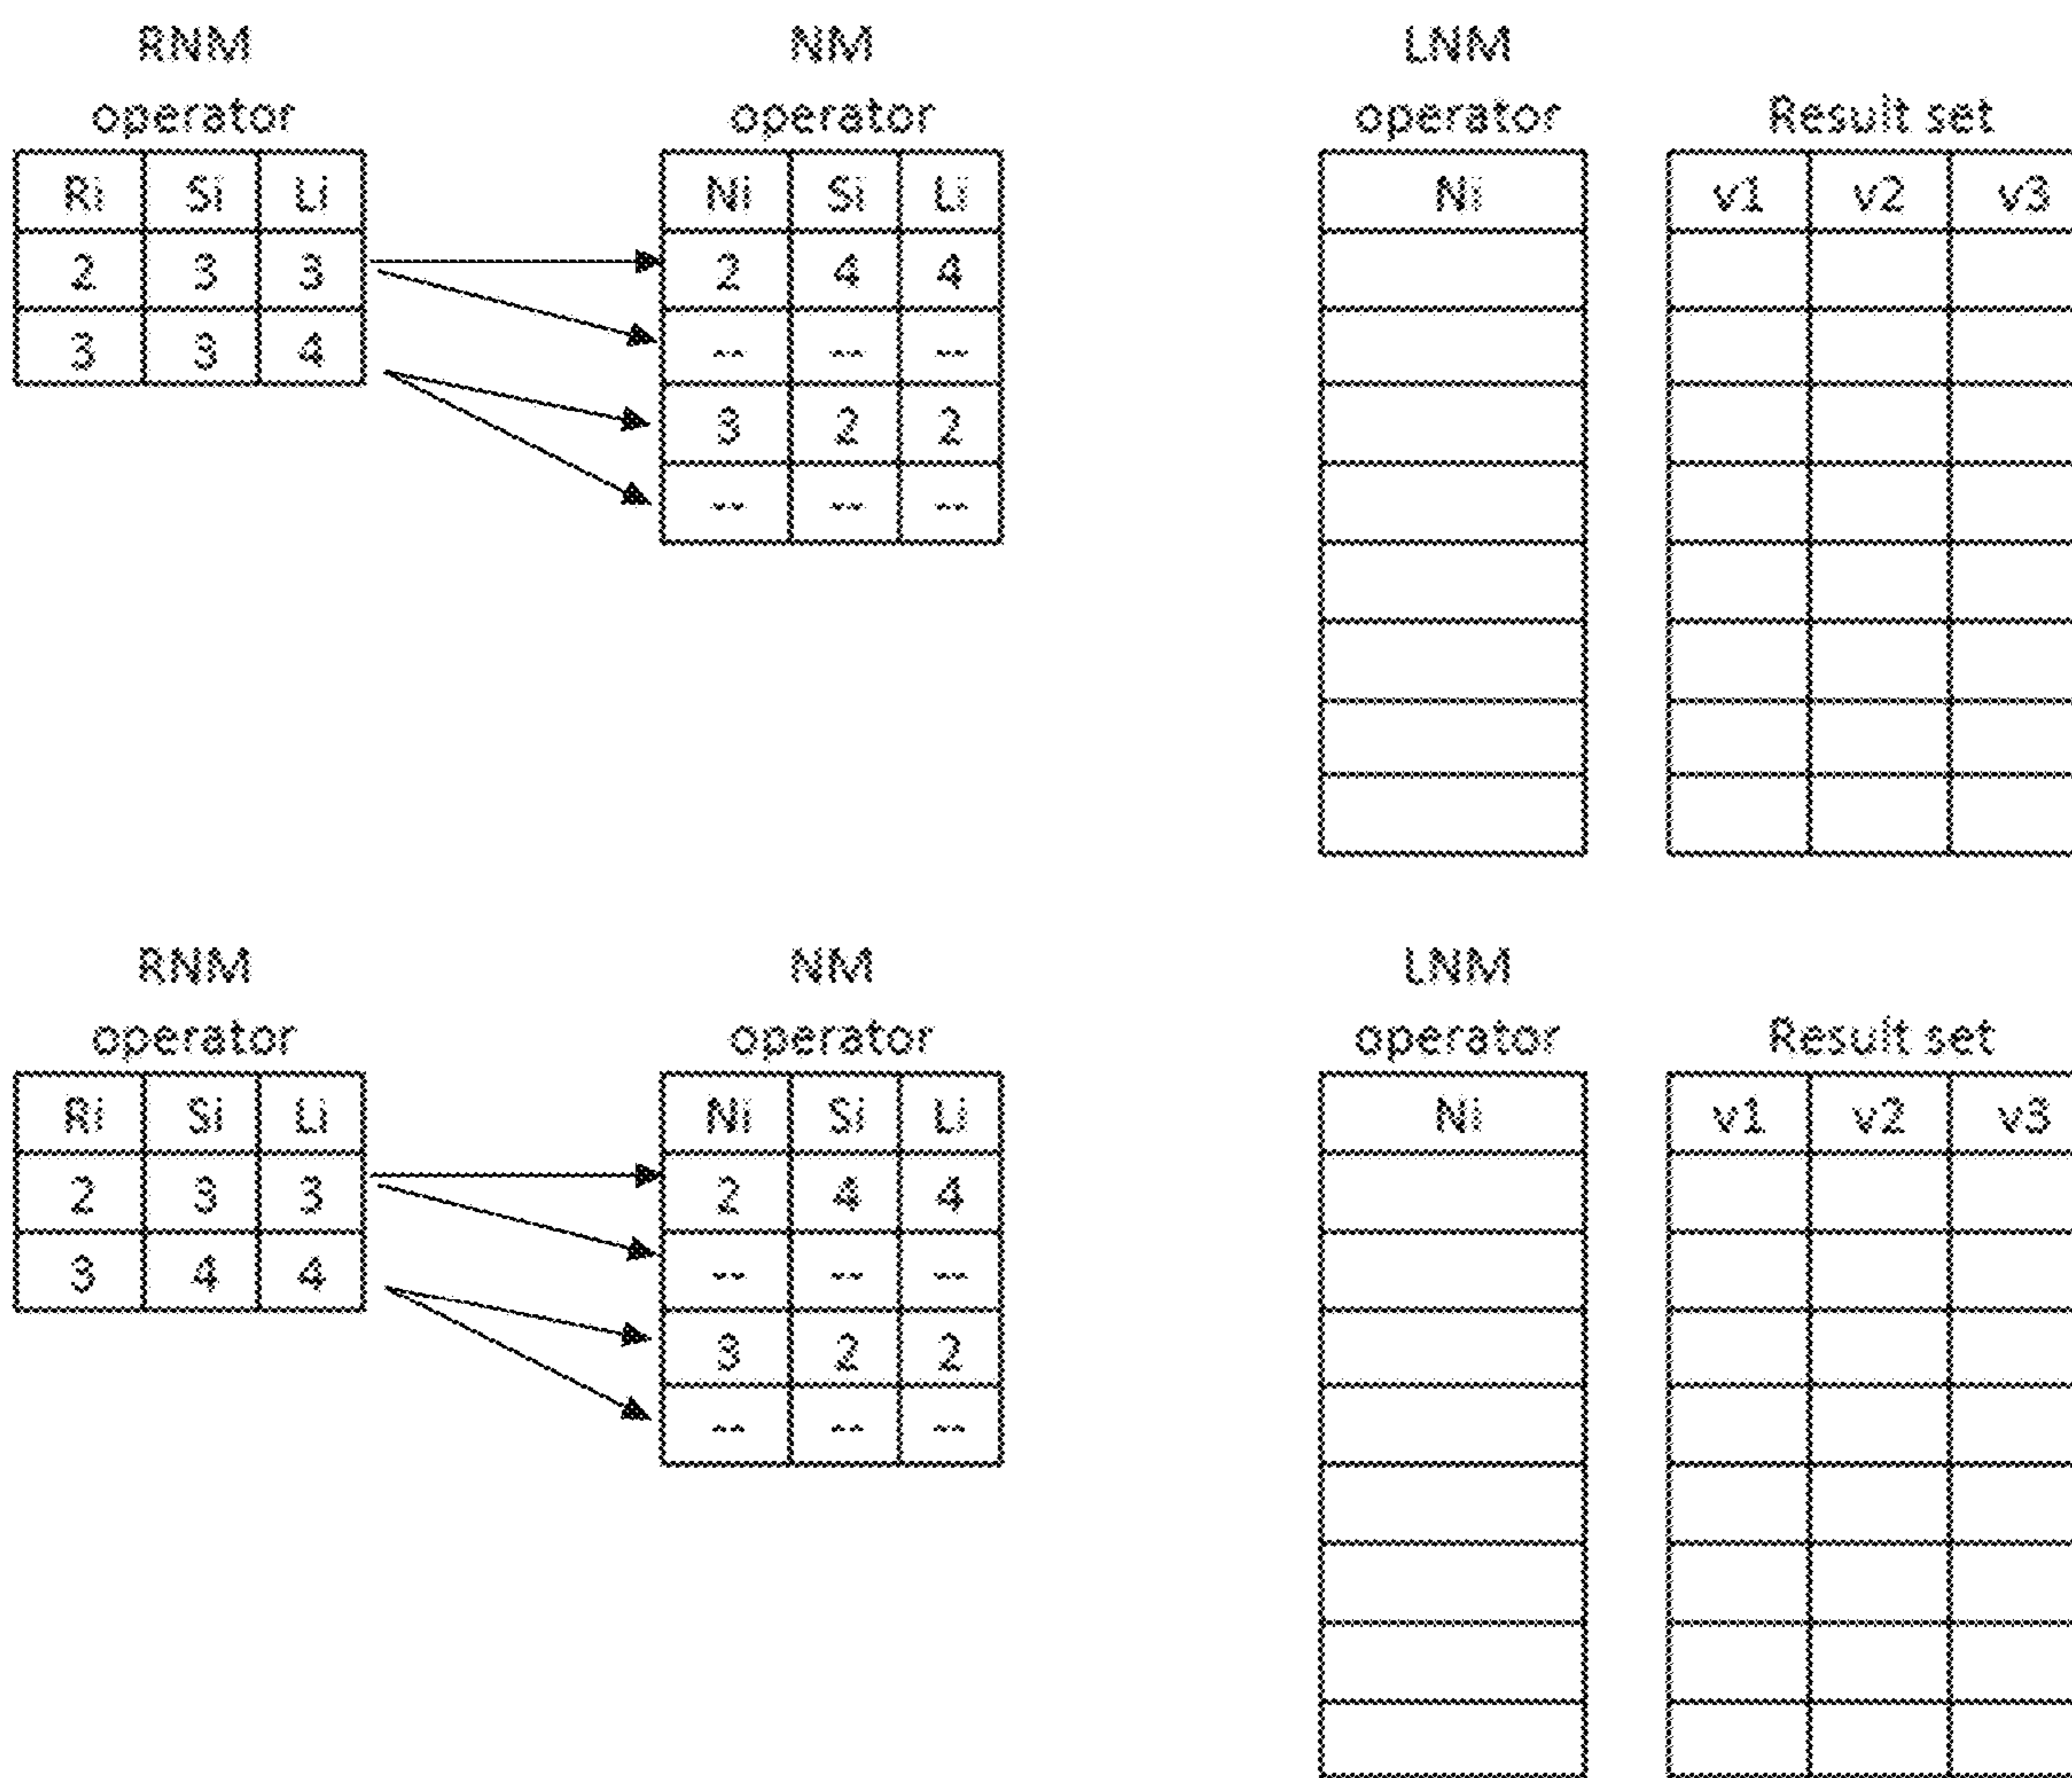 RNM NM LNM
operator operator operator Result set
Ri Si Li Ni Si Li Ni v1 v2 v3
2 3 3 2 4 4
3 3 4 -- -- --
3 2 2
-- -- --
RNM NM LNM
operator operator operator Result set
Ri Si Li Ni Si Li Ni v1 v2 v3
2 3 3 2 4 4
3 4 4 -- -- --
3 2 2
-- -- --